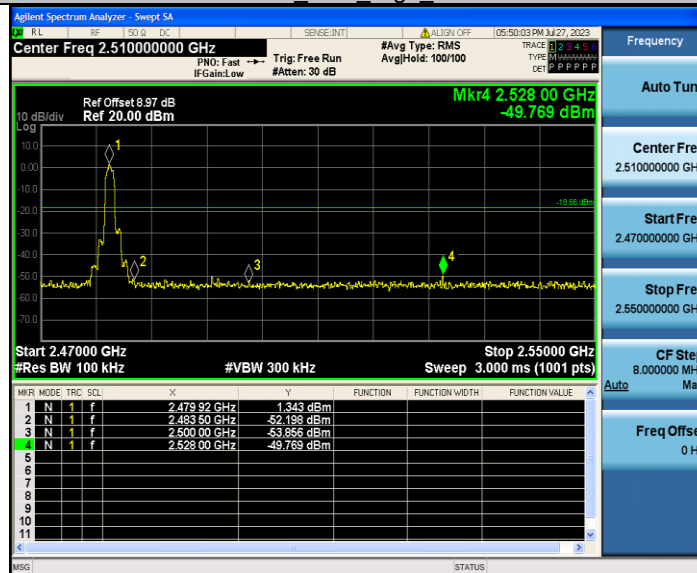 Agilent Spectrum Analyzer - Swept SA
RL RF 50 Ω DC SENSE:INT ALIGN OFF 05:50:03 PM Jul 27, 2023
Center Freq 2.510000000 GHz
PNO: Fast
IFGain:Low
Trig: Free Run
#Atten: 30 dB
#Avg Type: RMS
Avg|Hold: 100/100
TRACE 1 2 3 4 5 6
TYPE M
DET P P P P P P
Ref Offset 8.97 dB
10 dB/div Ref 20.00 dBm
Log
Mkr4 2.528 00 GHz
-49.769 dBm
10.0
0.00
-10.0
-20.0
-30.0
-40.0
-50.0
-60.0
-70.0
1
2
3
4
-18.66 dBm
Start 2.47000 GHz Stop 2.55000 GHz
#Res BW 100 kHz #VBW 300 kHz Sweep 3.000 ms (1001 pts)
MKR MODE TRC SCL X Y FUNCTION FUNCTION WIDTH FUNCTION VALUE
1 N 1 f 2.479 92 GHz 1.343 dBm
2 N 1 f 2.483 50 GHz -52.198 dBm
3 N 1 f 2.500 00 GHz -53.856 dBm
4 N 1 f 2.528 00 GHz -49.769 dBm
5
6
7
8
9
10
11
MSG STATUS
Frequency
Auto Tun
Center Fre
2.510000000 GH
Start Fre
2.470000000 GH
Stop Fre
2.550000000 GH
CF Ste
8.000000 MH
Auto Ma
Freq Offse
0 H